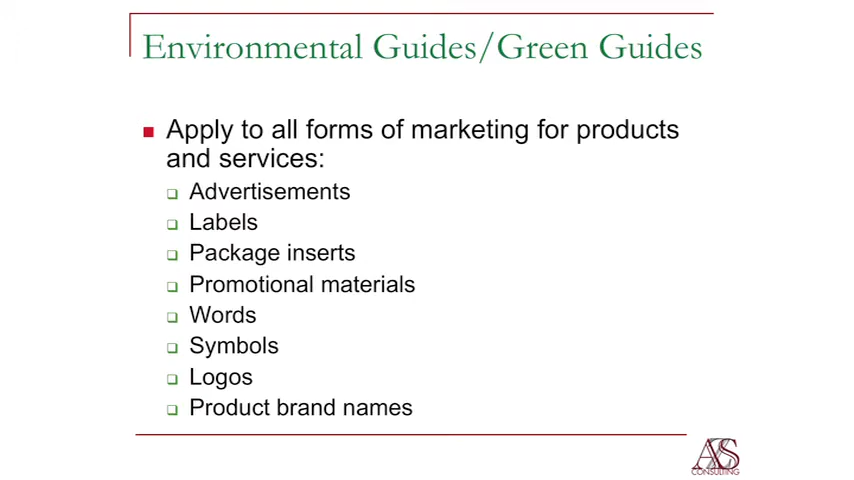 Environmental Guides/Green Guides
Apply to all forms of marketing for products
and services:
Advertisements
Labels
Package inserts
Promotional materials
Words
Symbols
Logos
Product brand names
CONSULTING